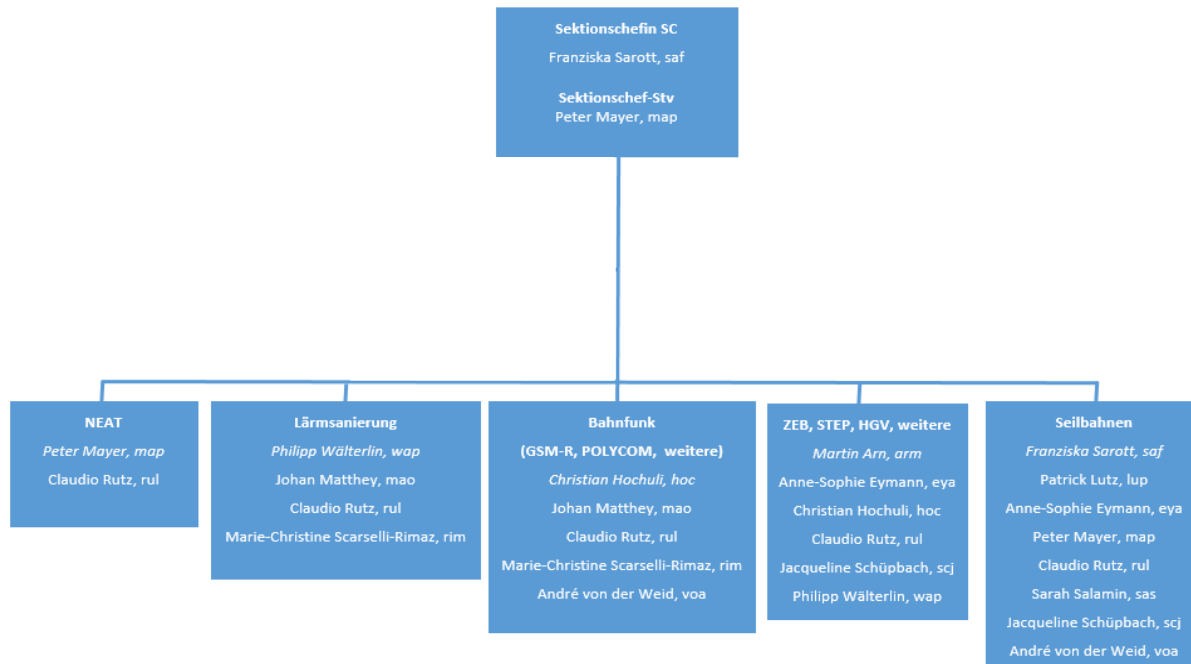 Sektionschefin SC
Franziska Sarott, saf
Sektionschef-Stv
Peter Mayer, map
NEAT
Peter Mayer, map
Claudio Rutz, rul
Lärmsanierung
Philipp Wälterlin, wap
Johan Matthey, mao
Claudio Rutz, rul
Marie-Christine Scarselli-Rimaz, rim
Bahnfunk
(GSM-R, POLYCOM, weitere)
Christian Hochuli, hoc
Johan Matthey, mao
Claudio Rutz, rul
Marie-Christine Scarselli-Rimaz, rim
André von der Weid, voa
ZEB, STEP, HGV, weitere
Martin Arn, arm
Anne-Sophie Eymann, eya
Christian Hochuli, hoc
Claudio Rutz, rul
Jacqueline Schüpbach, scj
Philipp Wälterlin, wap
Seilbahnen
Franziska Sarott, saf
Patrick Lutz, lup
Anne-Sophie Eymann, eya
Peter Mayer, map
Claudio Rutz, rul
Sarah Salamin, sas
Jacqueline Schüpbach, scj
André von der Weid, voa